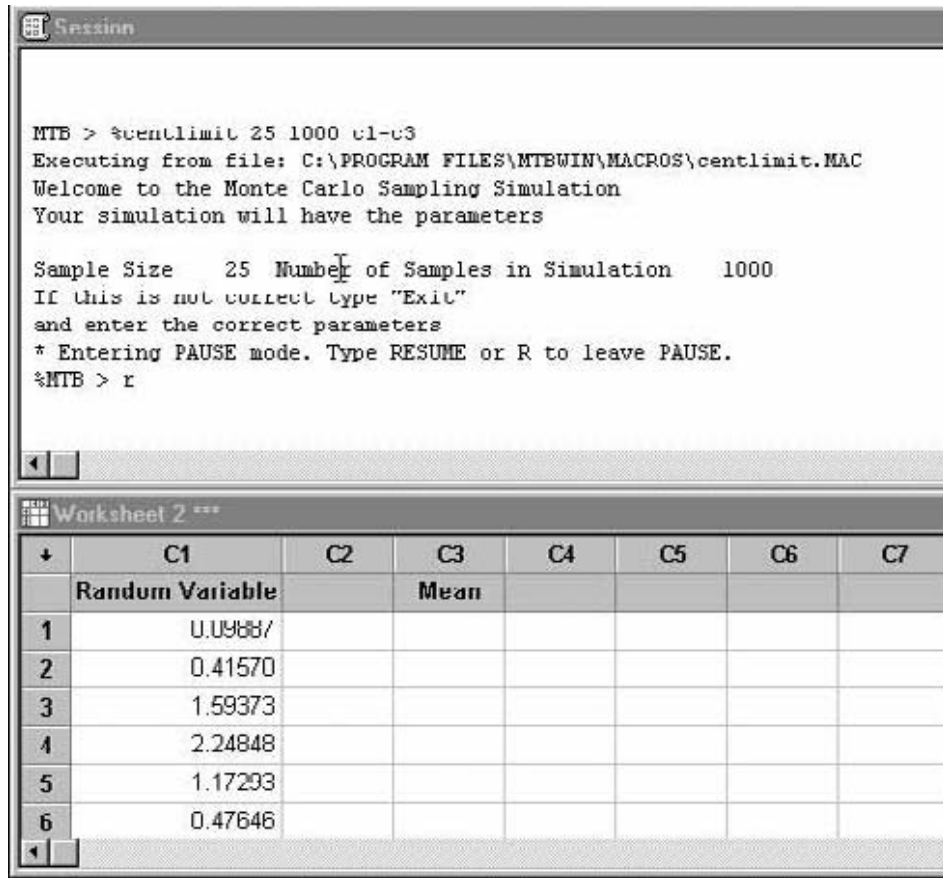 Session
MTB > %centlimit 25 1000 c1-c3
Executing from file: C:\PROGRAM FILES\MTBWIN\MACROS\centlimit.MAC
Welcome to the Monte Carlo Sampling Simulation
Your simulation will have the parameters
Sample Size 25 Number of Samples in Simulation 1000
If this is not correct type "Exit"
and enter the correct parameters
* Entering PAUSE mode. Type RESUME or R to leave PAUSE.
%MTB > r
Worksheet 2 ***
C1 C2 C3 C4 C5 C6 C7
Random Variable Mean
1 0.09887
2 0.41570
3 1.59373
4 2.24848
5 1.17293
6 0.47646